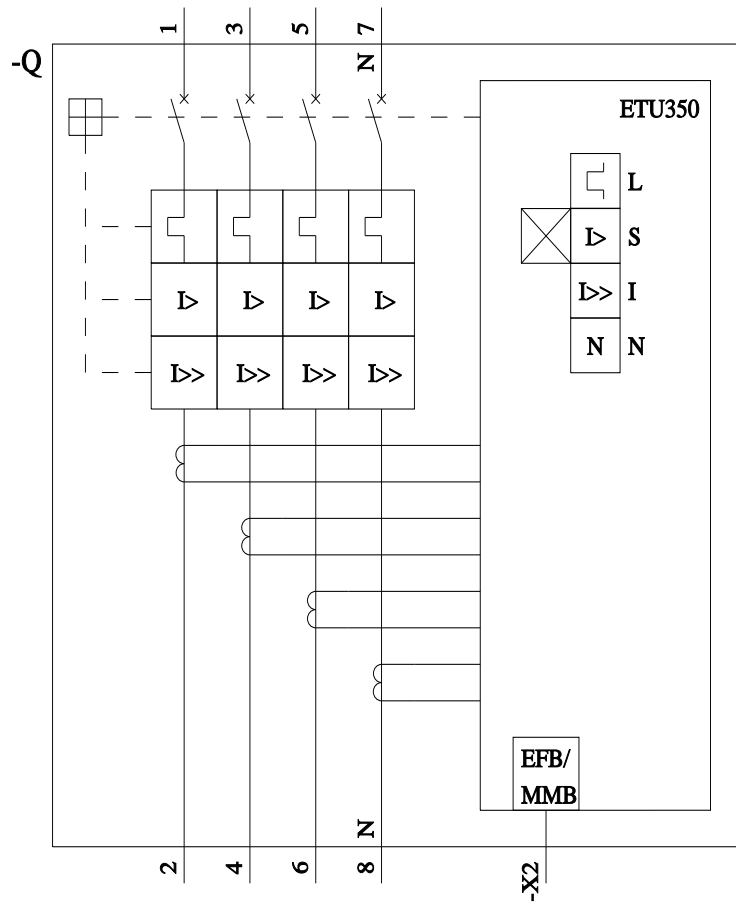 1 3 5 7
-Q N
ETU350
L
I> S
I> I> I> I> I>> I
N N
I>> I>> I>> I>>
EFB/
MMB
N
2 4 6 8 -X2